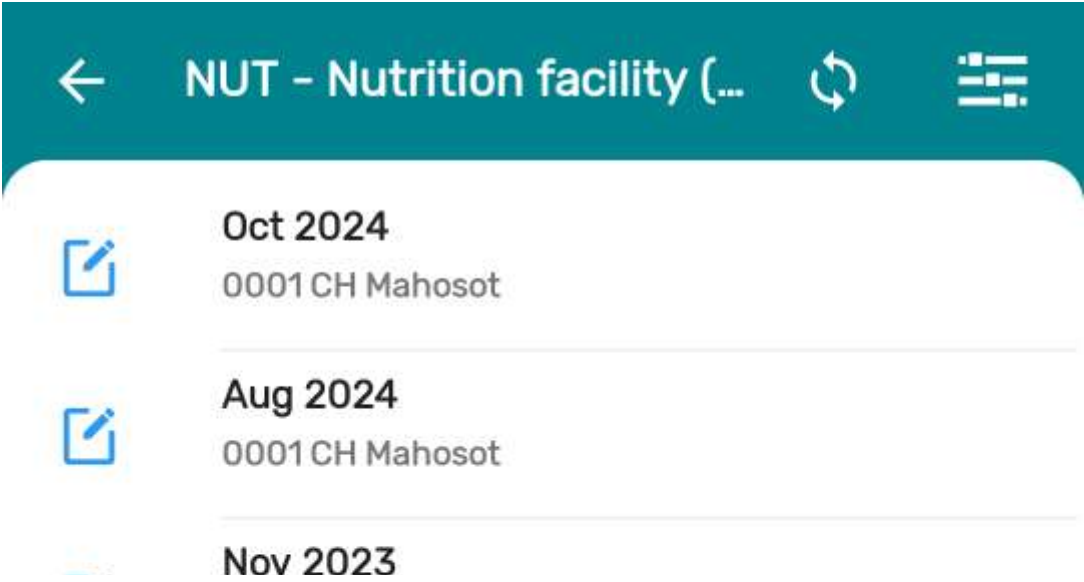 NUT - Nutrition facility (...
Oct 2024
0001 CH Mahosot
Aug 2024
0001 CH Mahosot
Nov 2023